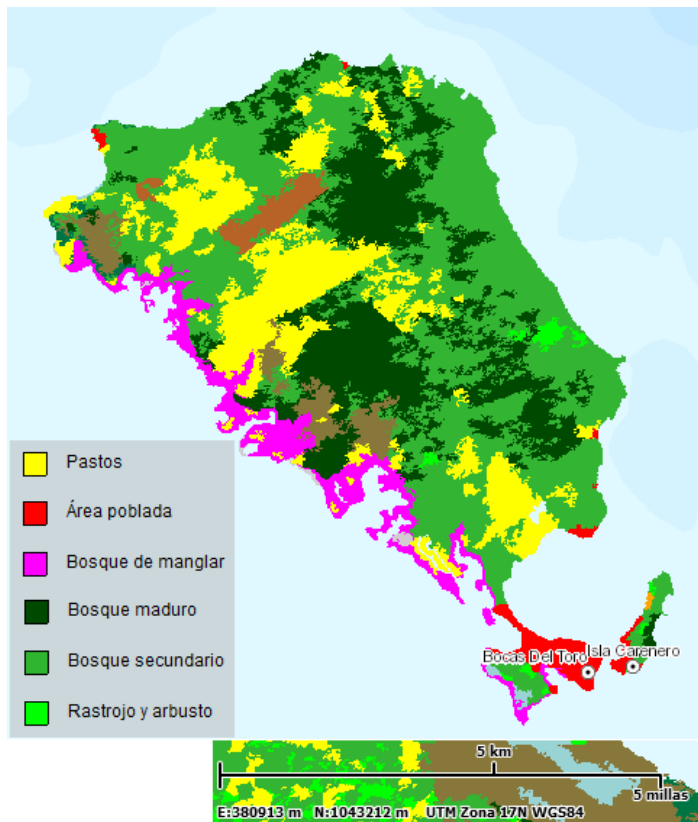 Pastos
Área poblada
Bosque de manglar
Bosque maduro
Bosque secundario
Rastrojo y arbusto
Bocas Del Toro
Isla Carenero
5 km
5 millas
E:380913 m N:1043212 m UTM Zona 17N WGS84